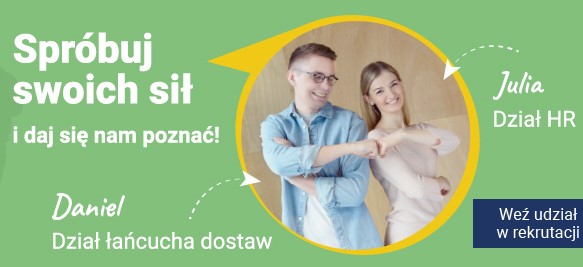 Spróbuj
swoich sił
i daj się nam poznać!
Julia
Dział HR
Daniel
Dział łańcucha dostaw
Weź udział
w rekrutacji